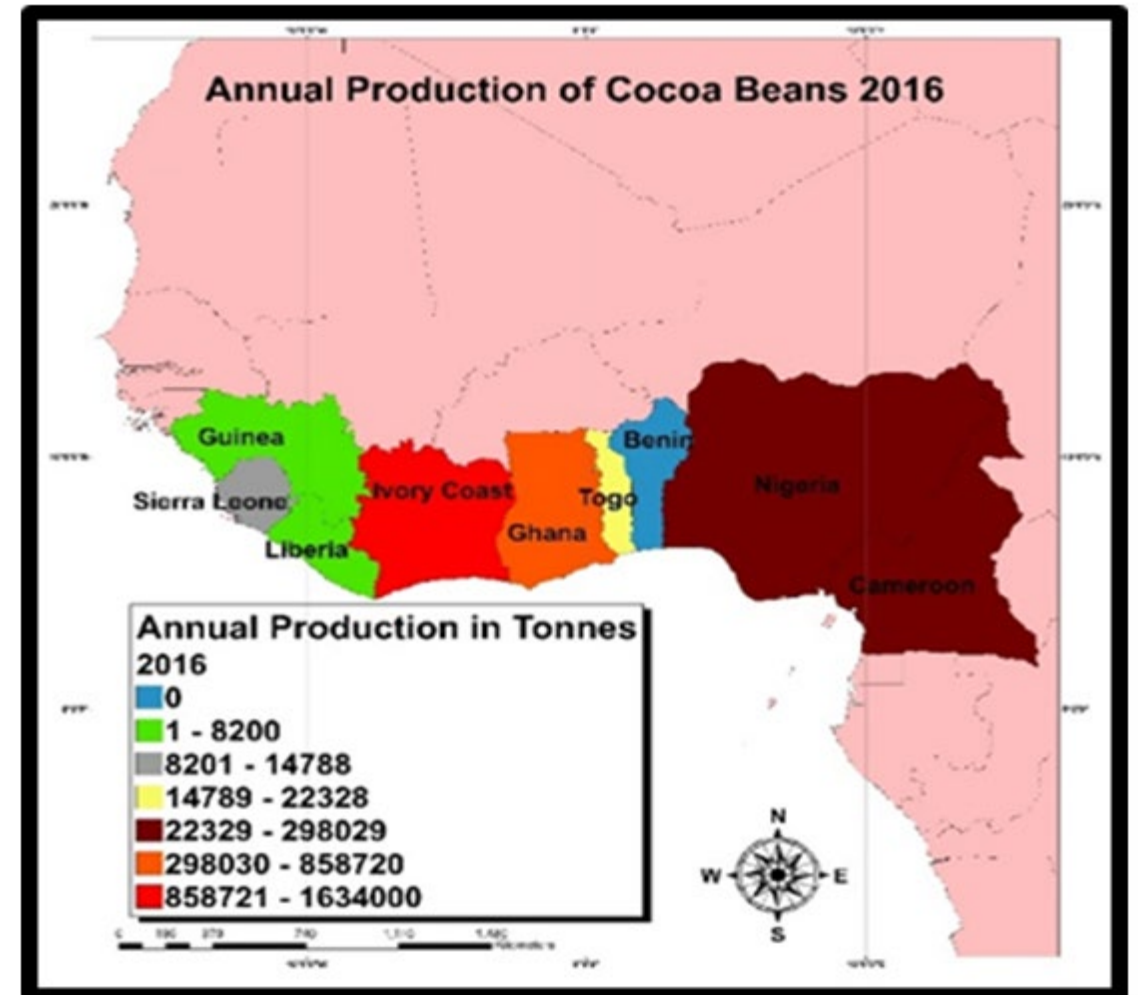 Annual Production of Cocoa Beans 2016
Guinea
Benin
Ivory Coast
Nigeria
Sierra Leone
Togo
Ghana
Liberia
Cameroon
Annual Production in Tonnes
2016
0
1 - 8200
8201 - 14788
14789 - 22328
22329 - 298029
298030 - 858720
858721 - 1634000
N
W
E
S